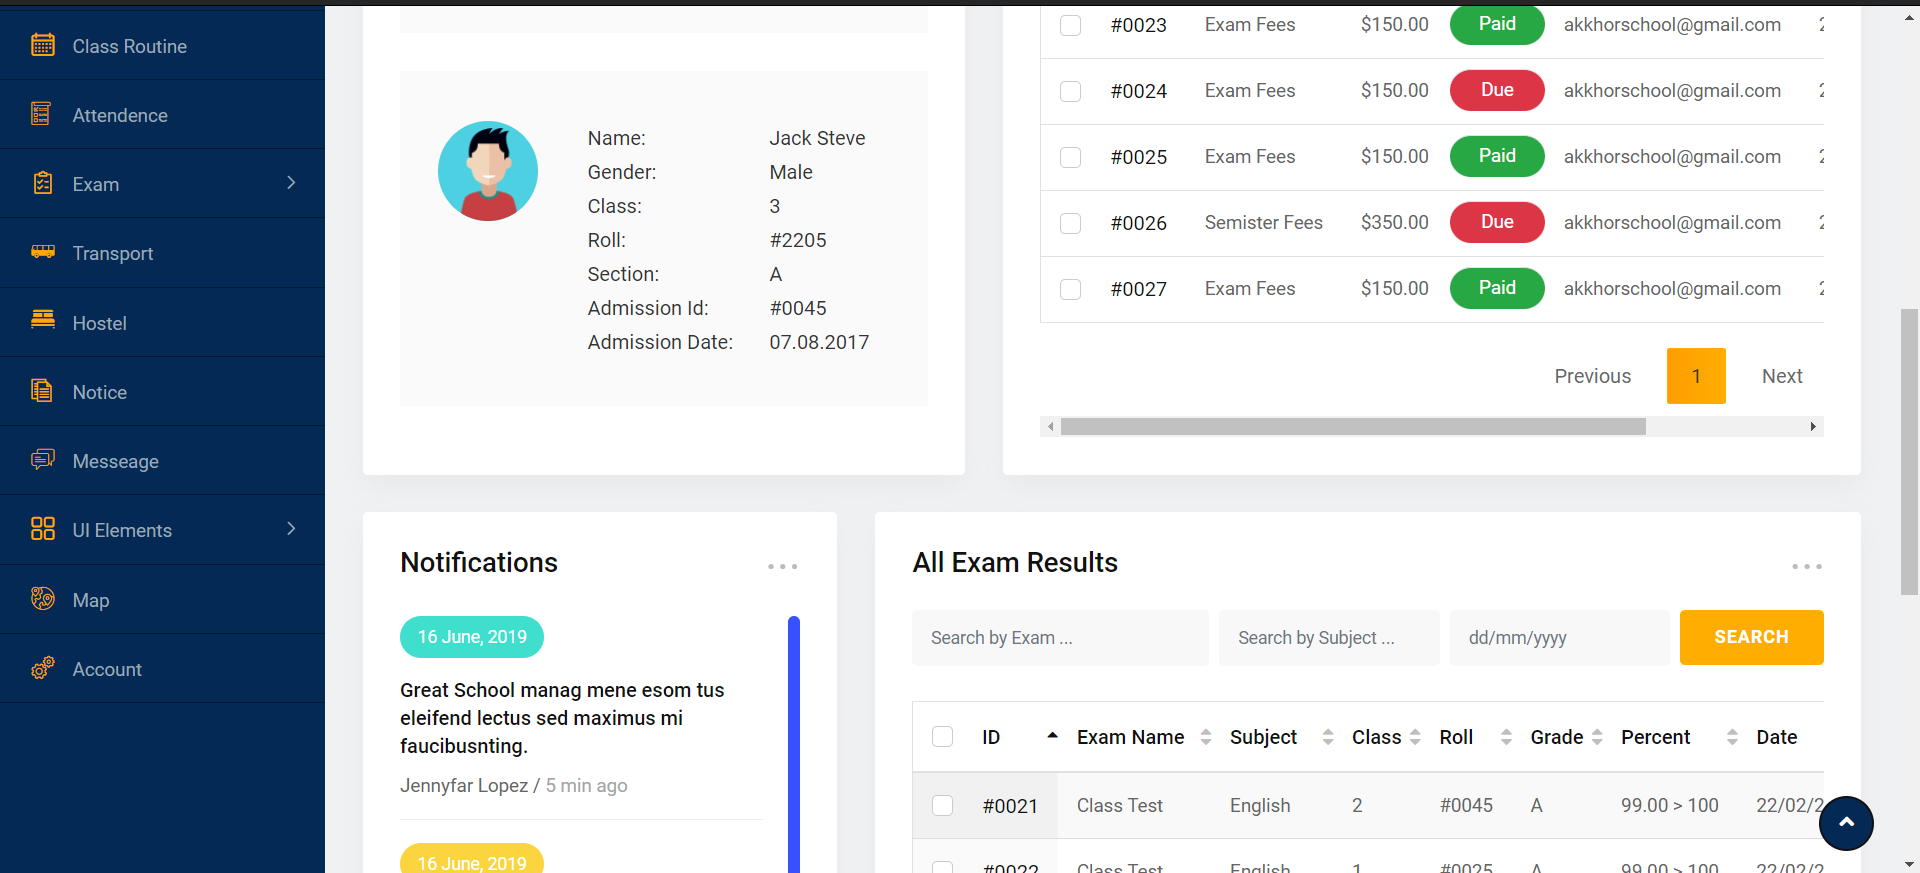 Class Routine
Attendence
Exam
Transport
Hostel
Notice
Messeage
UI Elements
Map
Account
Name: Jack Steve
Gender: Male
Class: 3
Roll: #2205
Section: A
Admission Id: #0045
Admission Date: 07.08.2017
#0023 Exam Fees $150.00 Paid akkhorschool@gmail.com 2
#0024 Exam Fees $150.00 Due akkhorschool@gmail.com 2
#0025 Exam Fees $150.00 Paid akkhorschool@gmail.com 2
#0026 Semister Fees $350.00 Due akkhorschool@gmail.com 2
#0027 Exam Fees $150.00 Paid akkhorschool@gmail.com 2
Previous 1 Next
Notifications
16 June, 2019
Great School manag mene esom tus
eleifend lectus sed maximus mi
faucibusnting.
Jennyfar Lopez / 5 min ago
16 June, 2019
All Exam Results
Search by Exam ... Search by Subject ... dd/mm/yyyy SEARCH
ID Exam Name Subject Class Roll Grade Percent Date
#0021 Class Test English 2 #0045 A 99.00 > 100 22/02/2
#0022 Class Test English 1 #0025 A 99.00 > 100 22/02/2